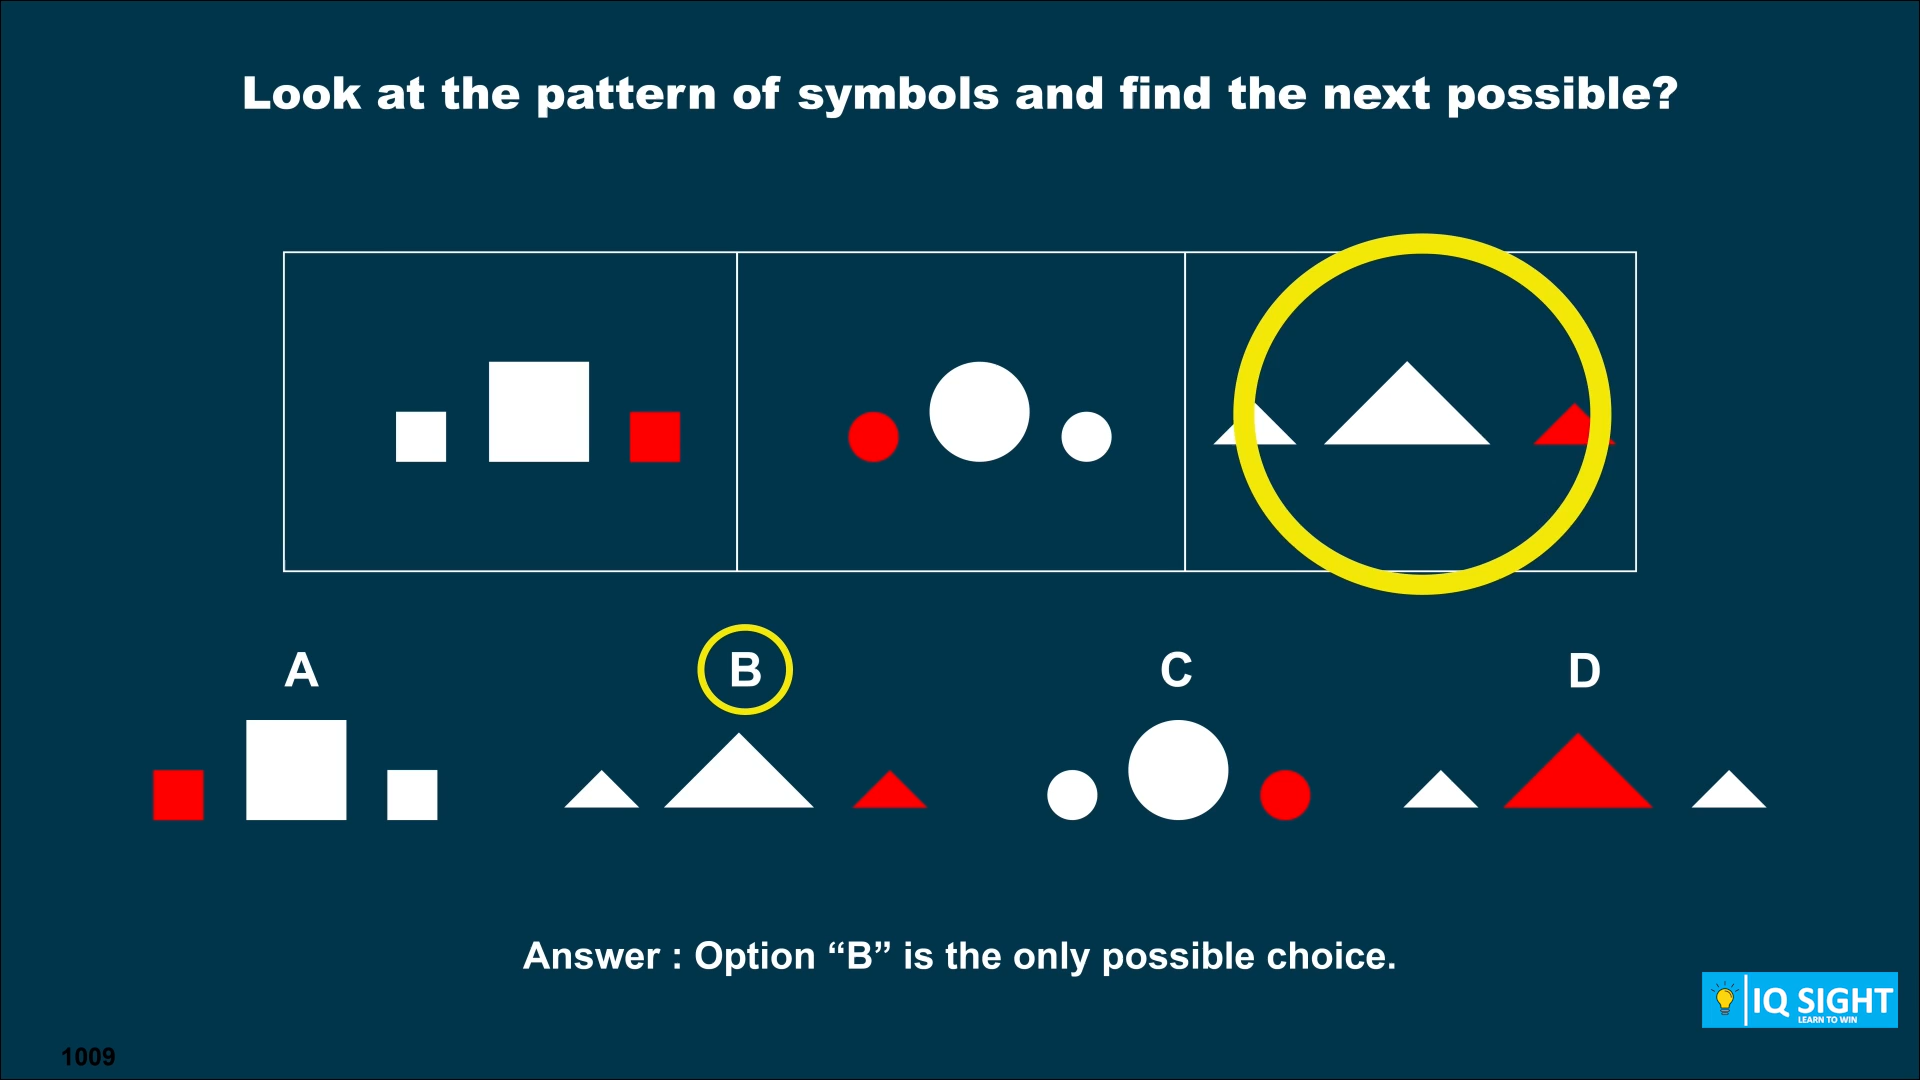 Look at the pattern of symbols and find the next possible?
A
B
C
D
Answer : Option “B” is the only possible choice.
IQ SIGHT
LEARN TO WIN
1009